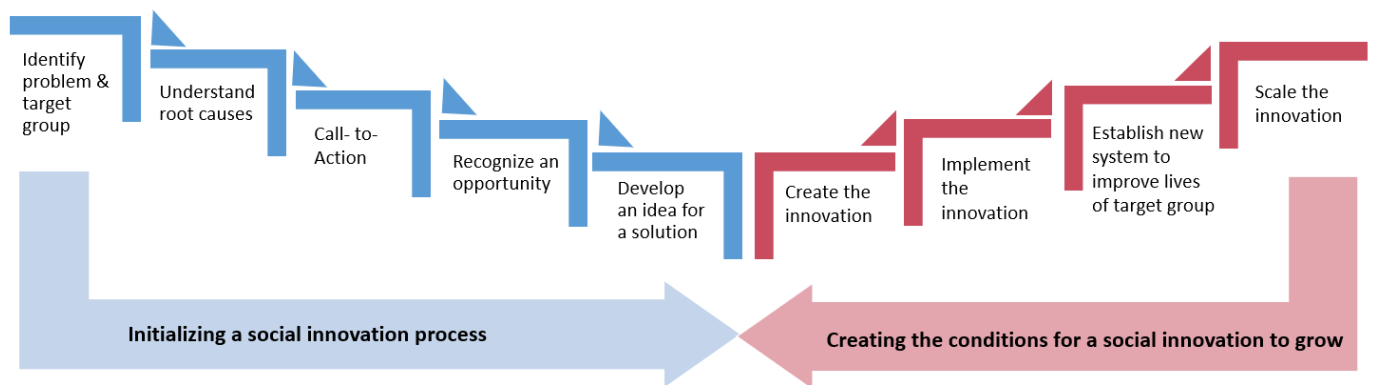 Identify
problem &
target
group
Understand
root causes
Call- to-
Action
Recognize an
opportunity
Develop
an idea for
a solution
Create the
innovation
Implement
the
innovation
Establish new
system to
improve lives
of target group
Scale the
innovation
Initializing a social innovation process
Creating the conditions for a social innovation to grow